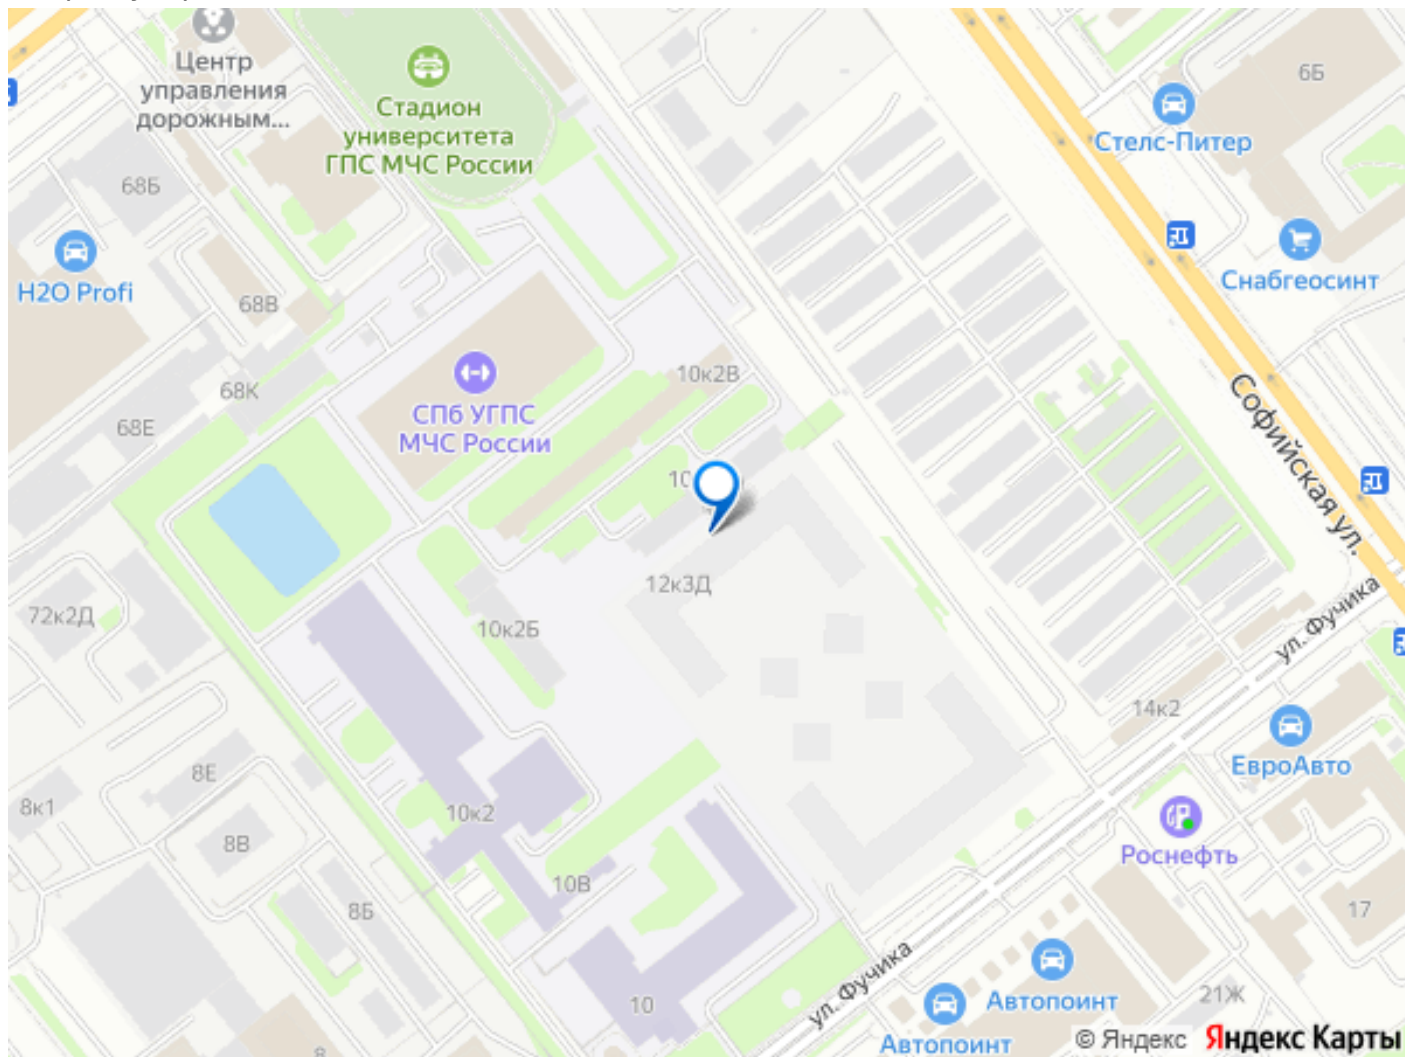 Центр
управления
дорожным...
Стадион
университета
ГПС МЧС России
6Б
Стелс-Питер
68Б
H2O Profi
68В
Снабгеосинт
68К
68Е
СПб УГПС
МЧС России
10к2В
Софийская ул.
12к3Д
72к2Д
10к2Б
ул. Фучика
14к2
ЕвроАвто
8Е
8к1
10к2
8В
Роснефть
10В
8Б
17
ул. Фучика
Автопоинт
21Ж
10
Автопоинт
© Яндекс Яндекс Карты